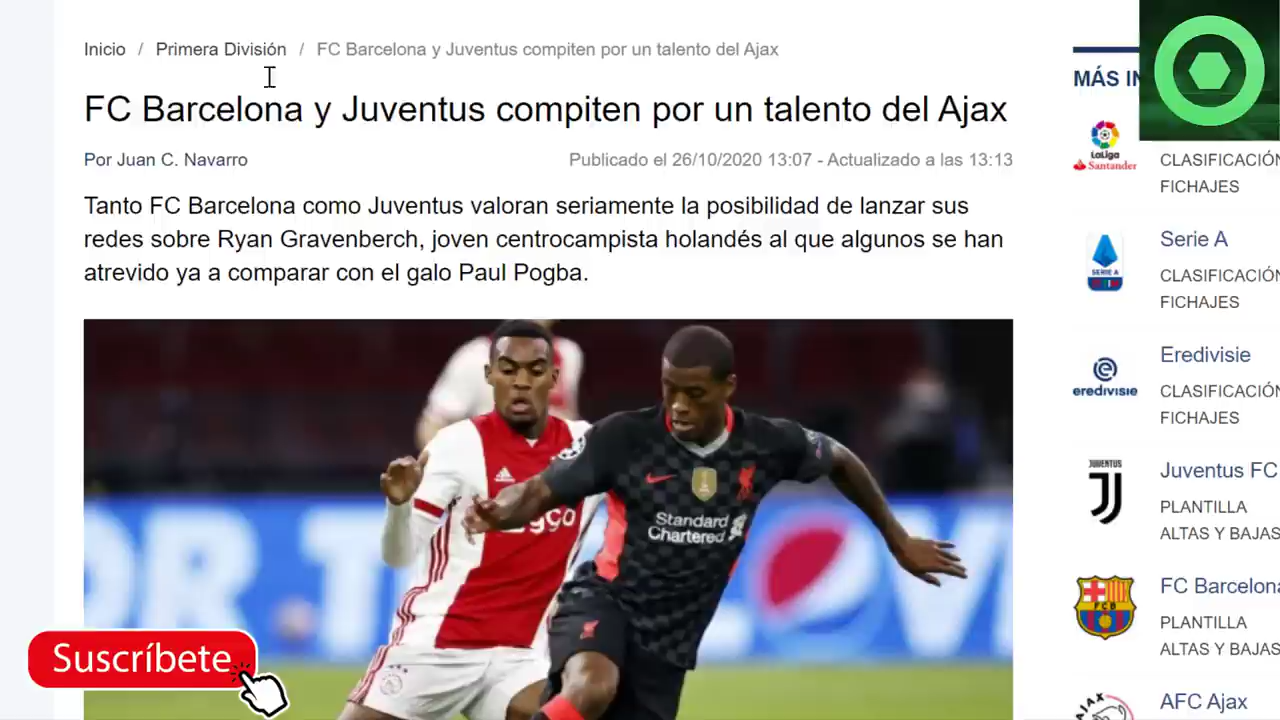 Inicio / Primera División / FC Barcelona y Juventus compiten por un talento del Ajax
FC Barcelona y Juventus compiten por un talento del Ajax
Por Juan C. Navarro
Publicado el 26/10/2020 13:07 - Actualizado a las 13:13
Tanto FC Barcelona como Juventus valoran seriamente la posibilidad de lanzar sus
redes sobre Ryan Gravenberch, joven centrocampista holandés al que algunos se han
atrevido ya a comparar con el galo Paul Pogba.
Standard
Chartered
Suscríbete
MÁS IN
LaLiga
Santander
CLASIFICACIÓN
FICHAJES
SERIE A
Serie A
CLASIFICACIÓN
FICHAJES
eredivisie
Eredivisie
CLASIFICACIÓN
FICHAJES
JUVENTUS
Juventus FC
PLANTILLA
ALTAS Y BAJAS
FCB
FC Barcelona
PLANTILLA
ALTAS Y BAJAS
AJAX
AFC Ajax